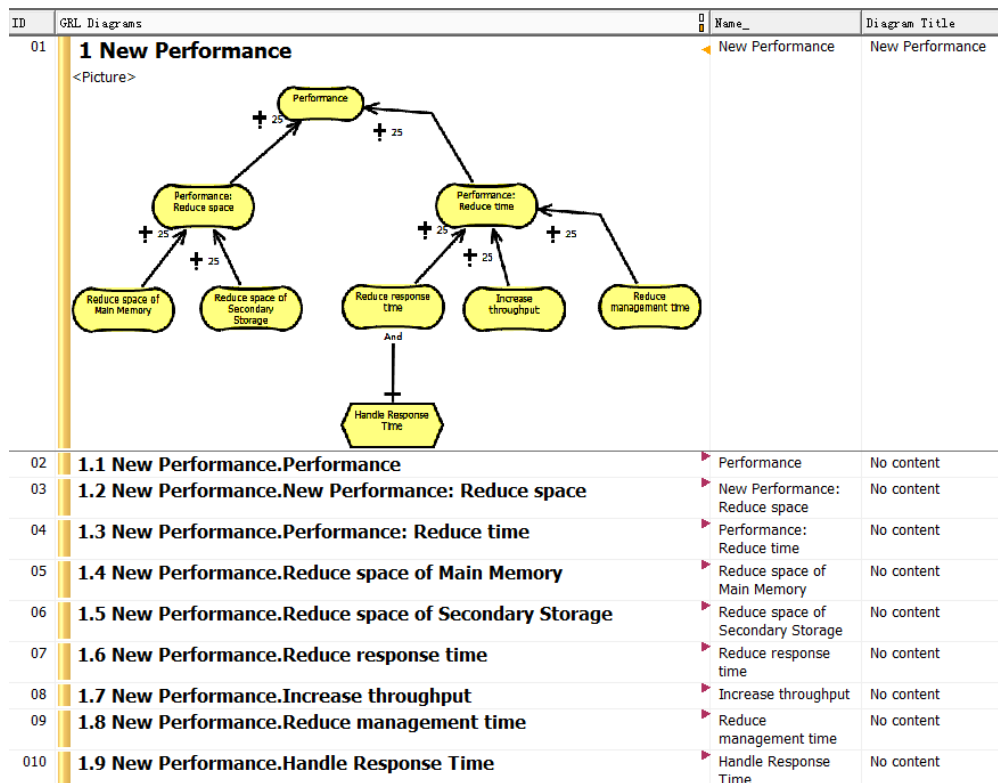 ID GRL Diagrams Name_ Diagram Title
01 1 New Performance New Performance New Performance
<Picture>
Performance
25
25
Performance:
Reduce space
Performance:
Reduce time
25
25
25
25
25
Reduce space of
Main Memory
Reduce space of
Secondary
Storage
Reduce response
time
Increase
throughput
Reduce
management time
And
Handle Response
Time
02 1.1 New Performance.Performance Performance No content
03 1.2 New Performance.New Performance: Reduce space New Performance: No content
Reduce space
04 1.3 New Performance.Performance: Reduce time Performance: No content
Reduce time
05 1.4 New Performance.Reduce space of Main Memory Reduce space of No content
Main Memory
06 1.5 New Performance.Reduce space of Secondary Storage Reduce space of No content
Secondary Storage
07 1.6 New Performance.Reduce response time Reduce response No content
time
08 1.7 New Performance.Increase throughput Increase throughput No content
09 1.8 New Performance.Reduce management time Reduce No content
management time
010 1.9 New Performance.Handle Response Time Handle Response No content
Time